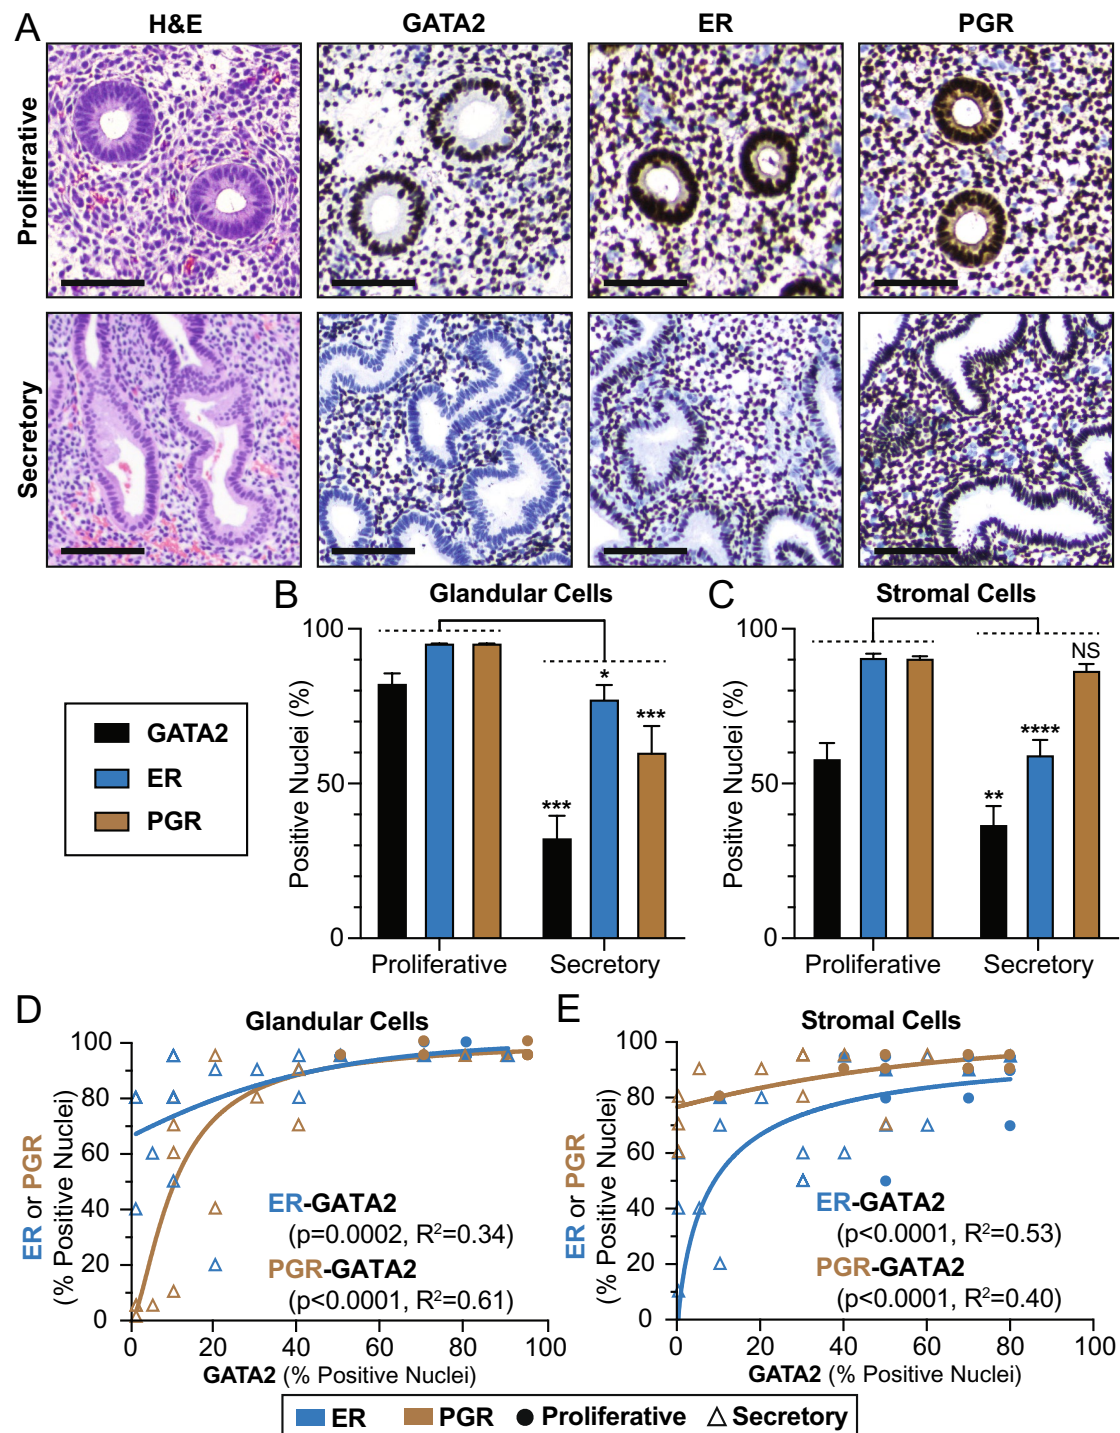 A
H&E
GATA2
ER
PGR
Proliferative
Secretory
B
Glandular Cells
C
Stromal Cells
GATA2
ER
PGR
Positive Nuclei (%)
100
50
0
*
***
***
Proliferative
Secretory
Positive Nuclei (%)
100
50
0
NS
****
**
Proliferative
Secretory
D
Glandular Cells
ER or PGR
(% Positive Nuclei)
100
80
60
40
20
0
ER-GATA2
(p=0.0002, R²=0.34)
PGR-GATA2
(p<0.0001, R²=0.61)
0 20 40 60 80 100
GATA2 (% Positive Nuclei)
E
Stromal Cells
ER or PGR
(% Positive Nuclei)
100
80
60
40
20
0
ER-GATA2
(p<0.0001, R²=0.53)
PGR-GATA2
(p<0.0001, R²=0.40)
0 20 40 60 80 100
GATA2 (% Positive Nuclei)
ER PGR Proliferative Secretory